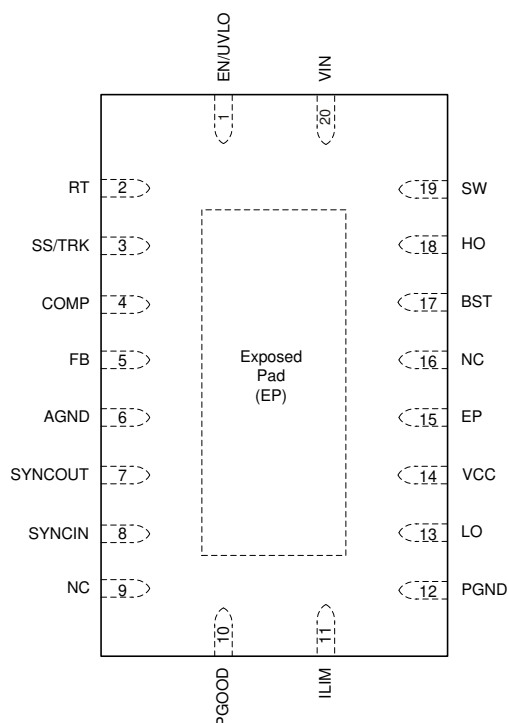 EN/UVLO
VIN
1
20
RT 2
19 SW
SS/TRK 3
18 HO
COMP 4
17 BST
FB 5
16 NC
Exposed
Pad
(EP)
AGND 6
15 EP
SYNCOUT 7
14 VCC
SYNCIN 8
13 LO
NC 9
12 PGND
10
11
PGOOD
ILIM